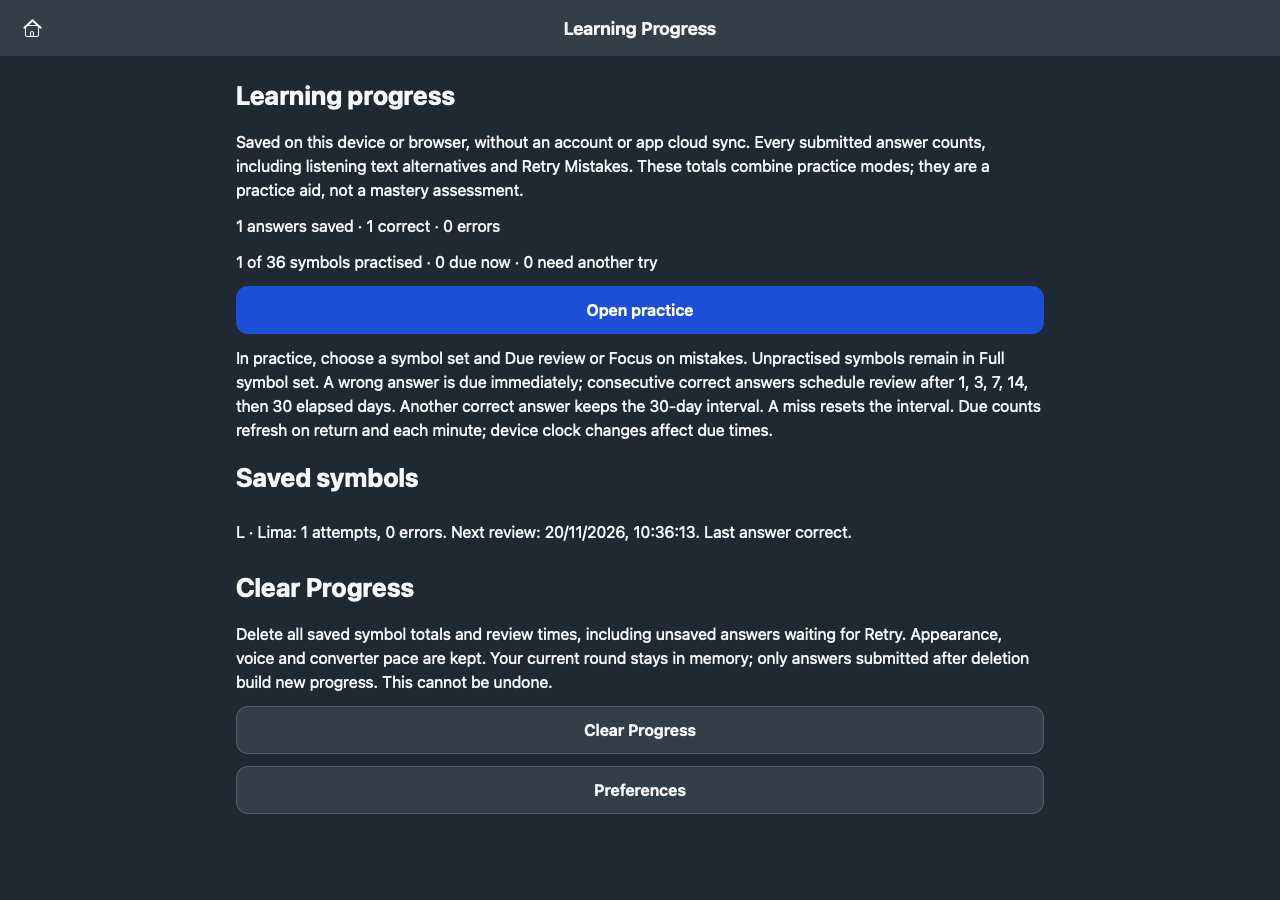 Learning Progress
Learning progress
Saved on this device or browser, without an account or app cloud sync. Every submitted answer counts,
including listening text alternatives and Retry Mistakes. These totals combine practice modes; they are a
practice aid, not a mastery assessment.
1 answers saved · 1 correct · 0 errors
1 of 36 symbols practised · 0 due now · 0 need another try
Open practice
In practice, choose a symbol set and Due review or Focus on mistakes. Unpractised symbols remain in Full
symbol set. A wrong answer is due immediately; consecutive correct answers schedule review after 1, 3, 7, 14,
then 30 elapsed days. Another correct answer keeps the 30-day interval. A miss resets the interval. Due counts
refresh on return and each minute; device clock changes affect due times.
Saved symbols
L · Lima: 1 attempts, 0 errors. Next review: 20/11/2026, 10:36:13. Last answer correct.
Clear Progress
Delete all saved symbol totals and review times, including unsaved answers waiting for Retry. Appearance,
voice and converter pace are kept. Your current round stays in memory; only answers submitted after deletion
build new progress. This cannot be undone.
Clear Progress
Preferences